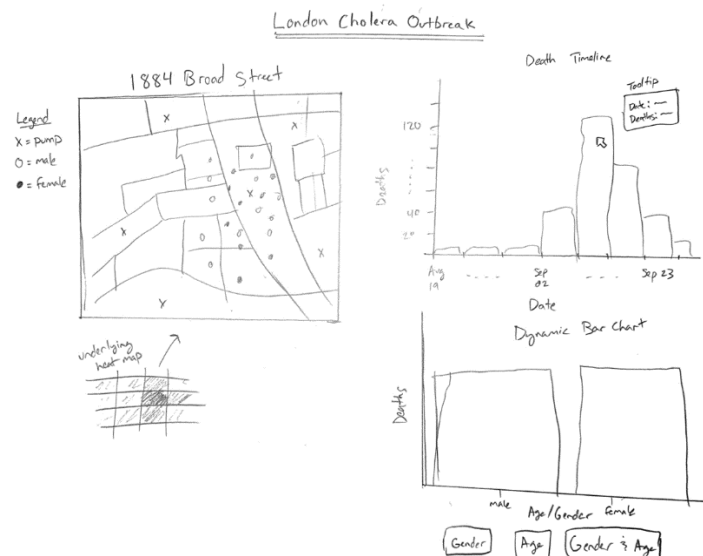 London Cholera Outbreak
1884 Broad Street
Legend
x = pump
o = male
• = female
underlying
heat map
Death Timeline
Tooltip
Date: —
Deaths: —
Deaths
120
40
20
Aug
19
Sep
02
Sep 23
Date
Dynamic Bar Chart
Deaths
male
female
Age/Gender
Gender
Age
Gender & Age